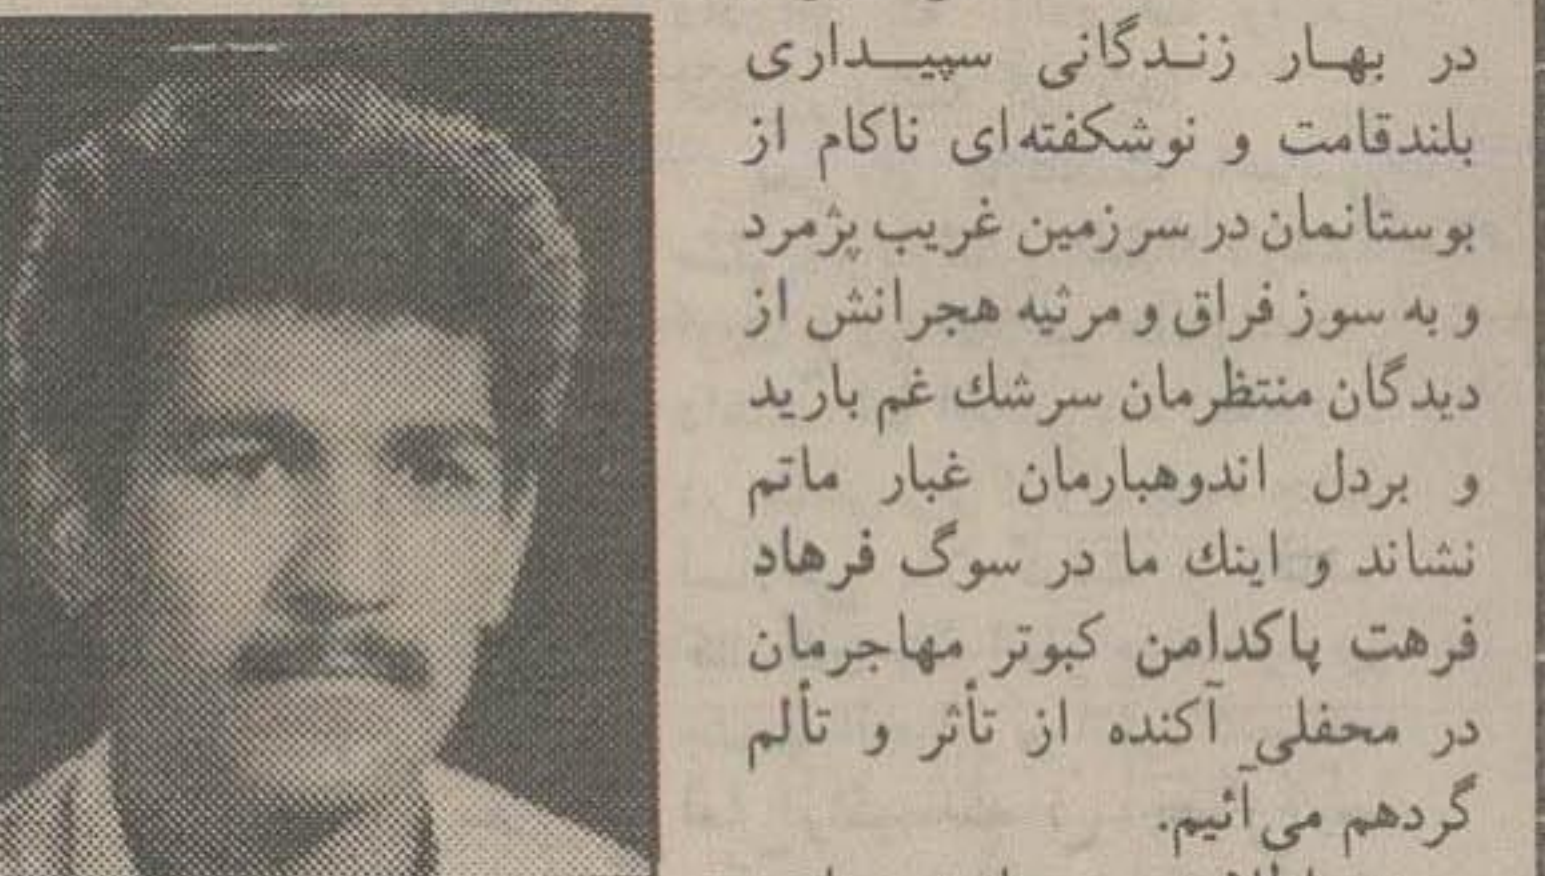 در بهار زندگانی سپیداری
بلندقامت و نوشکفته‌ای ناکام از
بوستانمان در سرزمین غریب پژمرد
و به سوز فراق و مرثیه هجرانش از
دیدگان منتظرمان سرشك غم بارید
و بردل اندوهبارمان غبار ماتم
نشاند و اینك ما در سوگ فرهاد
فرهت پاکدامن کبوتر مهاجرمان
در محفلی آکنده از تأثر و تألم
گردهم می‌آئیم.